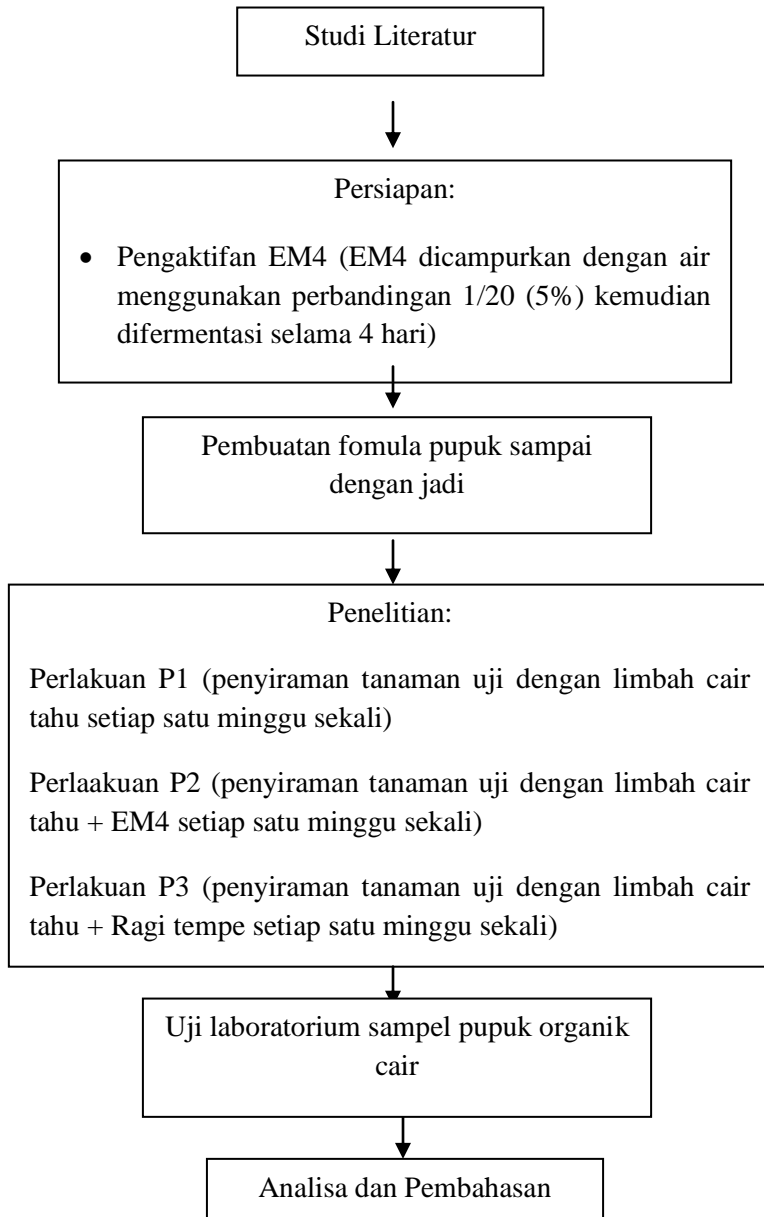 Studi Literatur
Persiapan:
• Pengaktifan EM4 (EM4 dicampurkan dengan air
menggunakan perbandingan 1/20 (5%) kemudian
difermentasi selama 4 hari)
Pembuatan fomula pupuk sampai
dengan jadi
Penelitian:
Perlakuan P1 (penyiraman tanaman uji dengan limbah cair
tahu setiap satu minggu sekali)
Perlaakuan P2 (penyiraman tanaman uji dengan limbah cair
tahu + EM4 setiap satu minggu sekali)
Perlakuan P3 (penyiraman tanaman uji dengan limbah cair
tahu + Ragi tempe setiap satu minggu sekali)
Uji laboratorium sampel pupuk organik
cair
Analisa dan Pembahasan